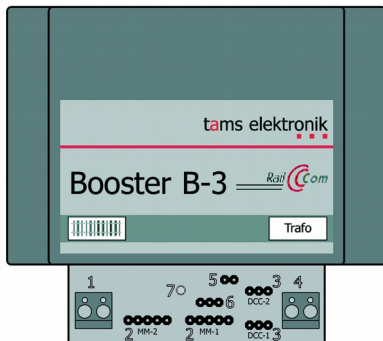 tams elektronik
Booster B-3
RailCom
Trafo
1
7
5
3
4
6
DCC-2
2 MM-2
2 MM-1
DCC-1 3